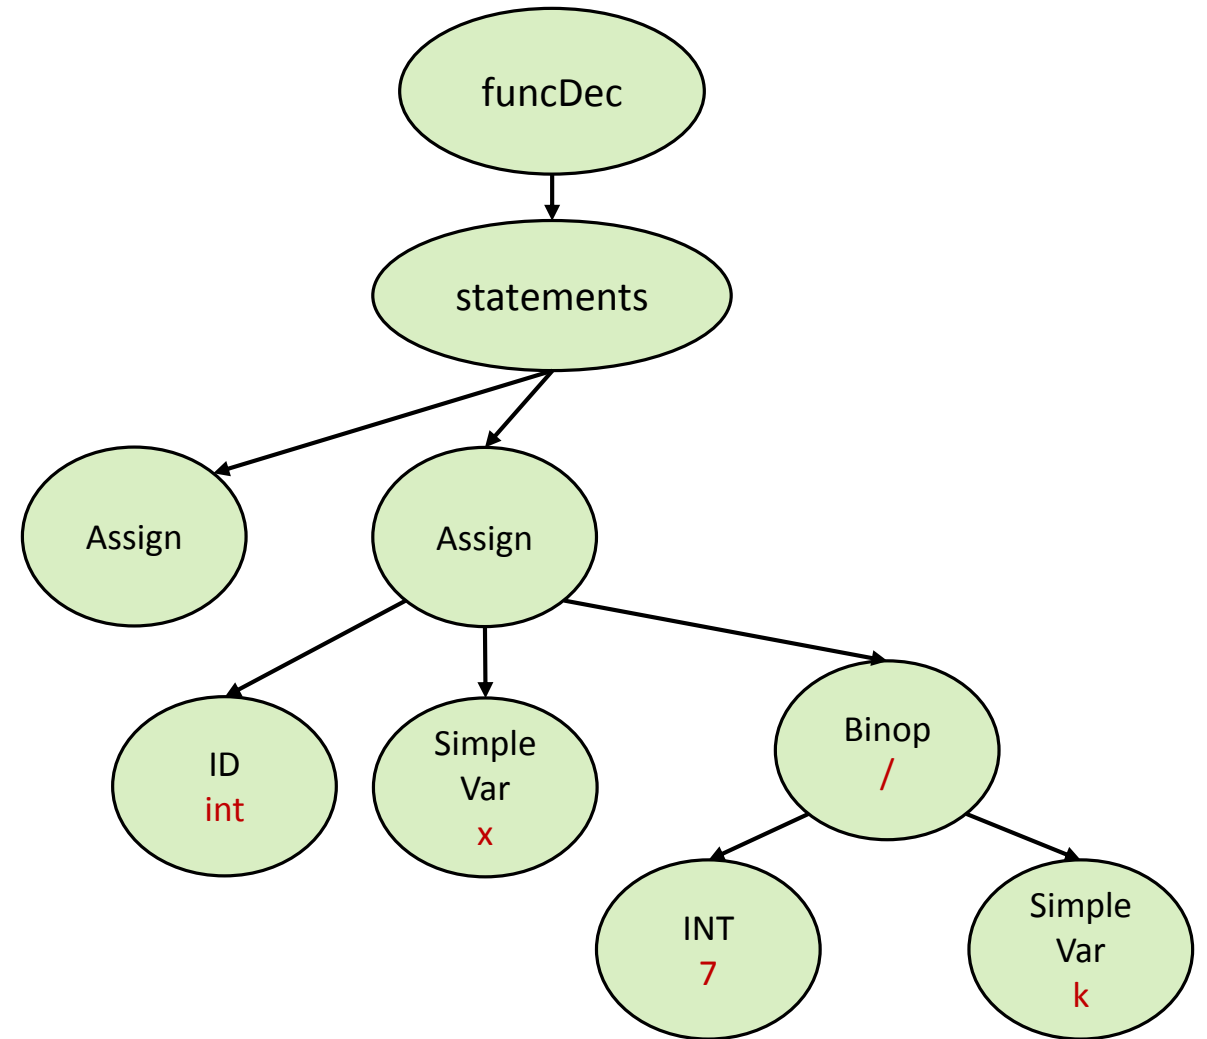 funcDec
statements
Assign
Assign
ID
int
Simple
Var
x
Binop
/
INT
7
Simple
Var
k